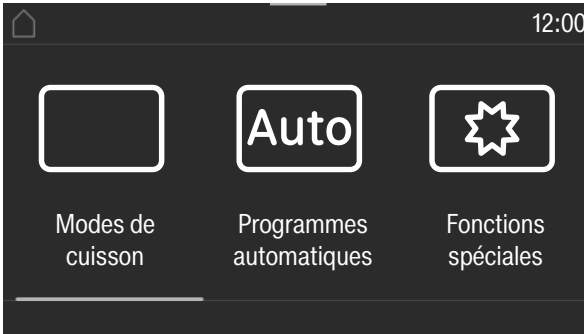 12:00
Auto
Modes de
cuisson
Programmes
automatiques
Fonctions
spéciales